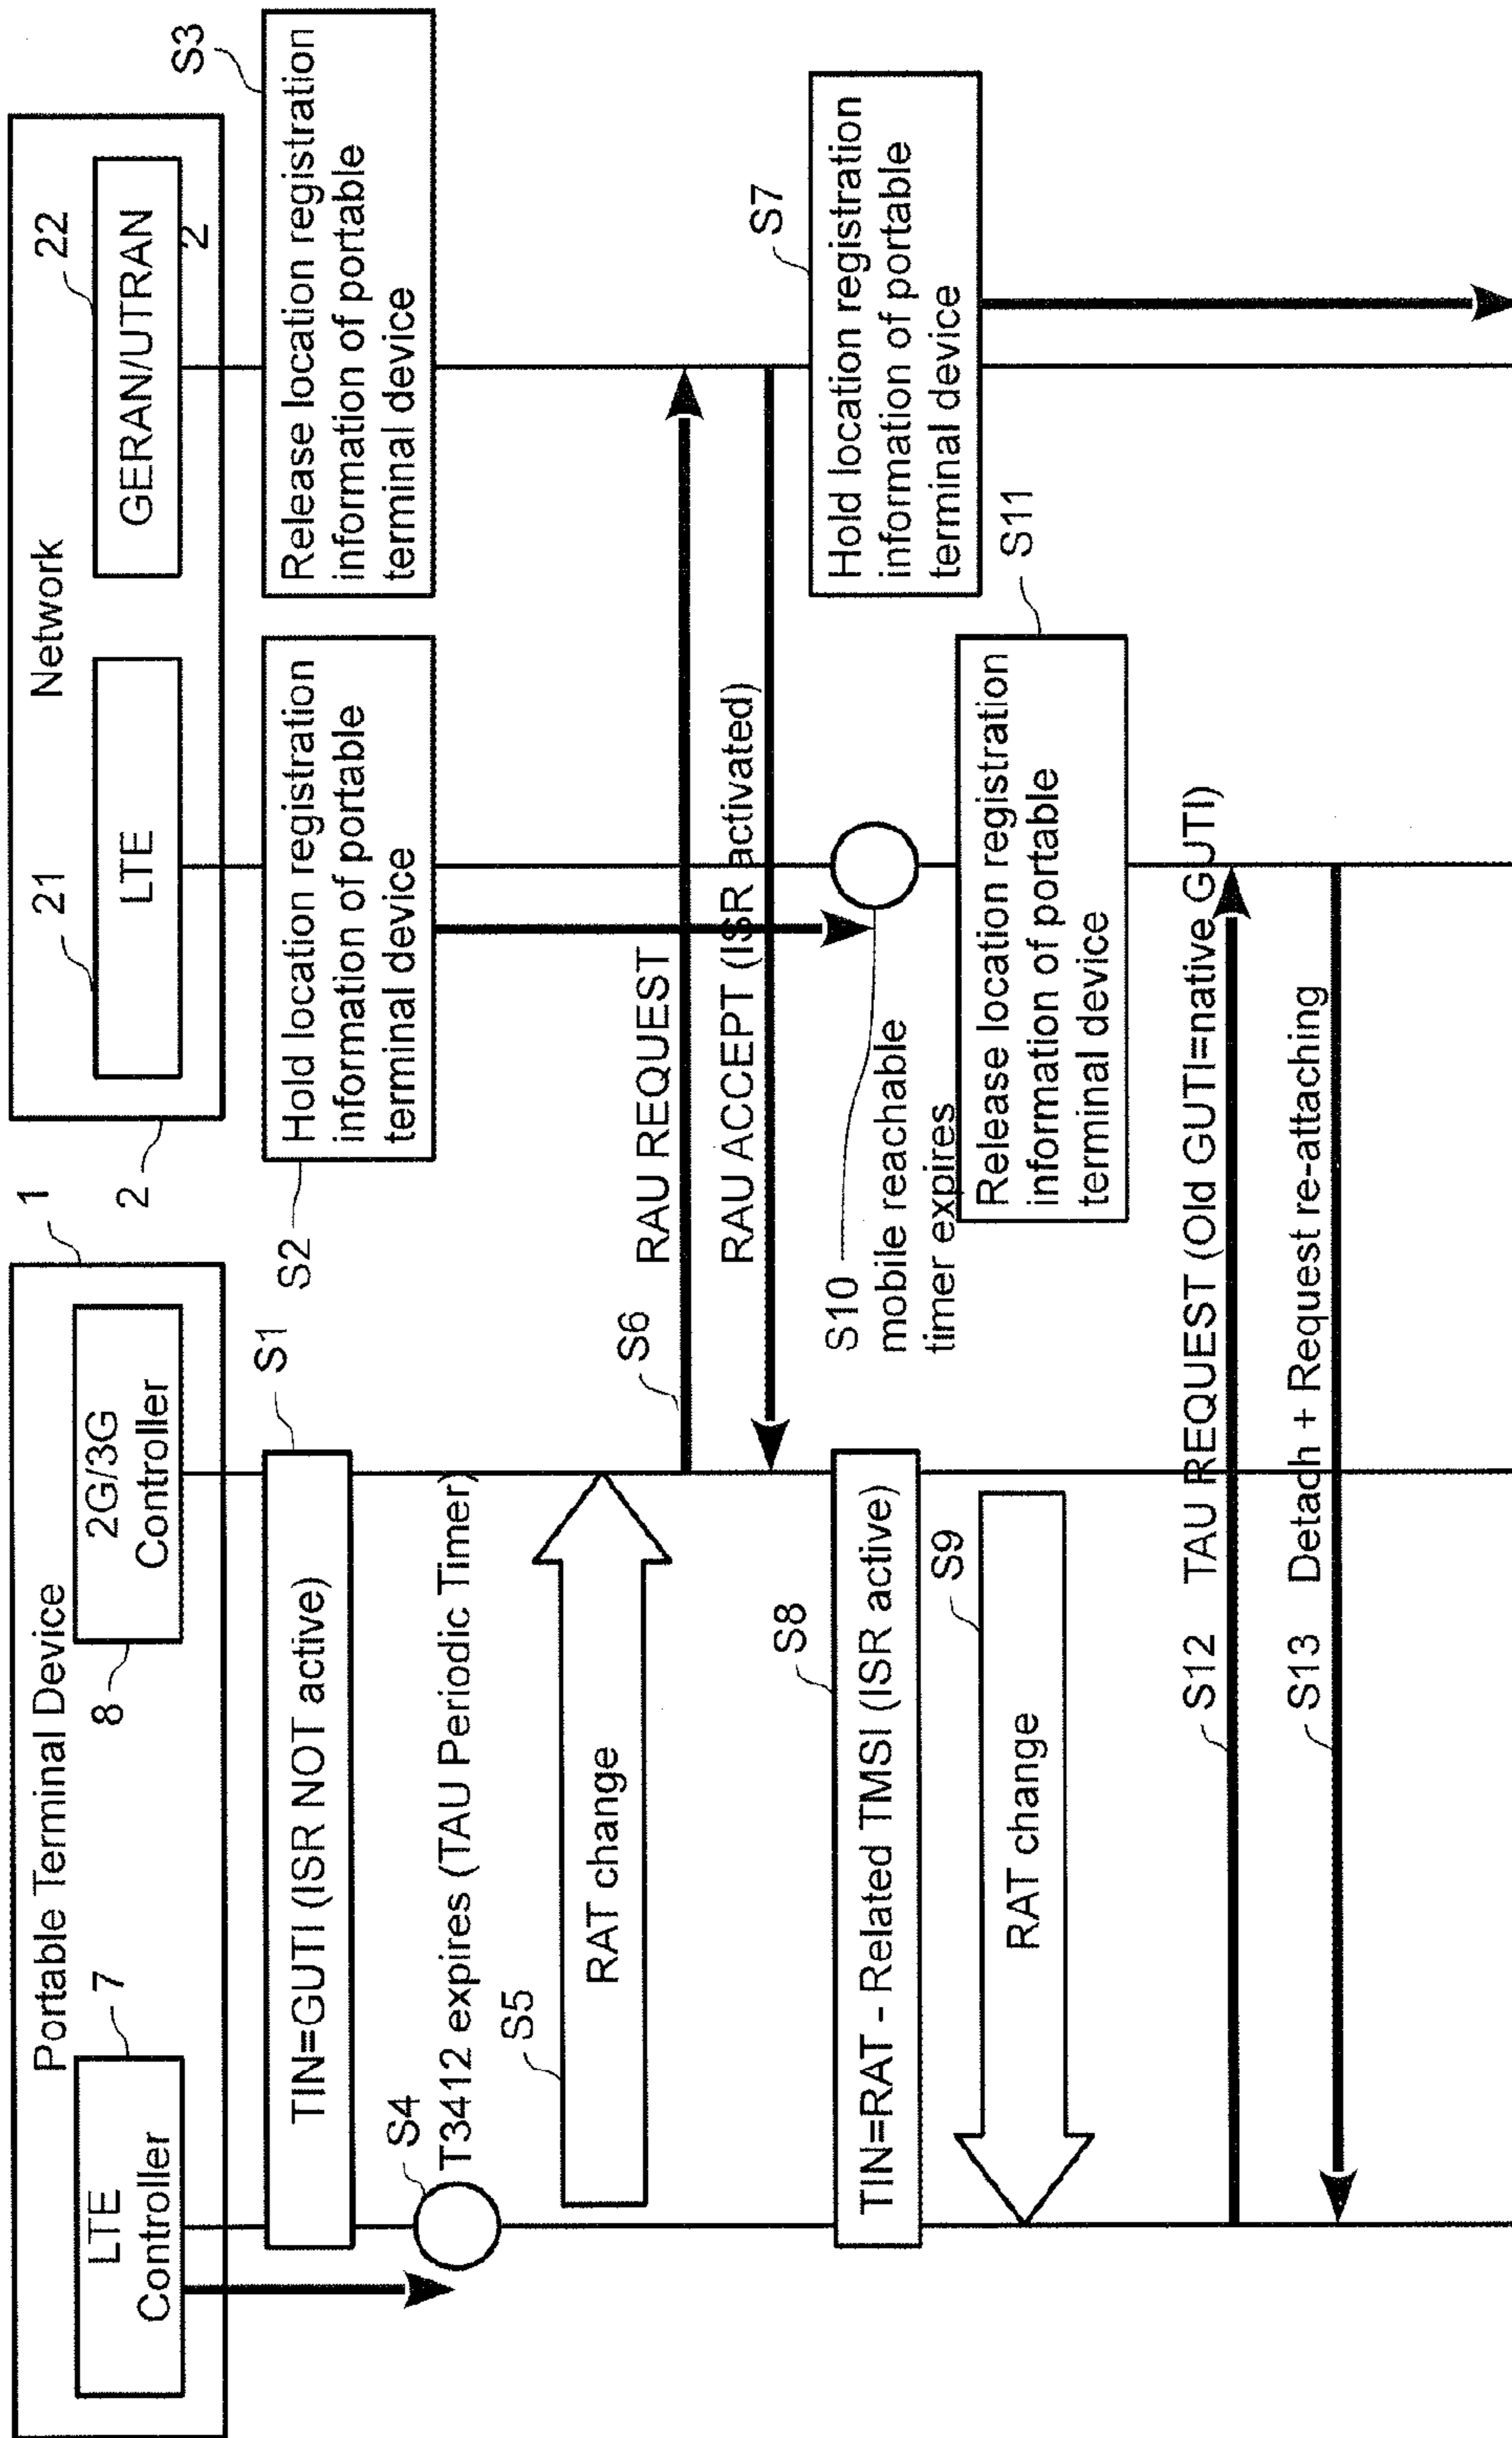 Portable Terminal Device
1
LTE
Controller
7
2G/3G
Controller
8
Network
2
LTE
21
GERAN/UTRAN
22
2
TIN=GUTI (ISR NOT active)
S1
Hold location registration
information of portable
terminal device
S2
Release location registration
information of portable
terminal device
S3
S4
T3412 expires (TAU Periodic Timer)
S5
RAT change
S6
RAU REQUEST
RAU ACCEPT (ISR activated)
Hold location registration
information of portable
terminal device
S7
S8
TIN=RAT - Related TMSI (ISR active)
S9
RAT change
S10
mobile reachable
timer expires
Release location registration
information of portable
terminal device
S11
S12 TAU REQUEST (Old GUTI=native GUTI)
S13 Detach + Request re-attaching